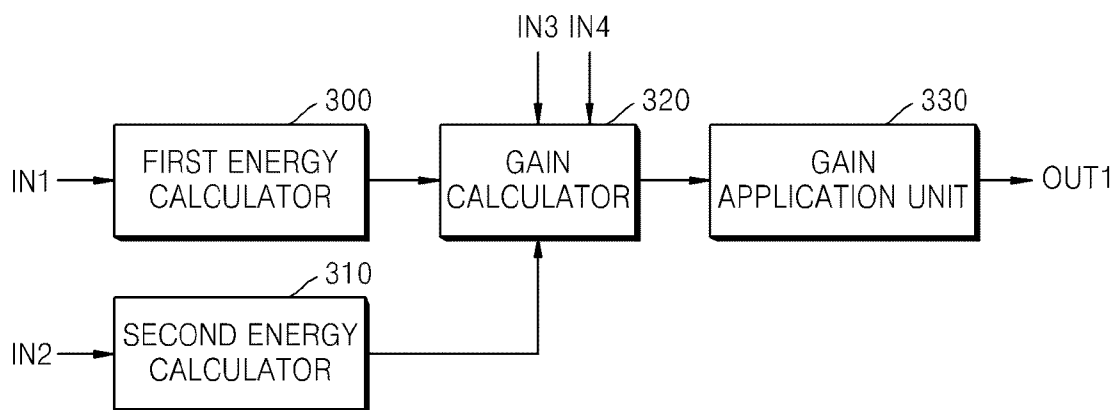 IN3 IN4
300
320
330
IN1
FIRST ENERGY
CALCULATOR
GAIN
CALCULATOR
GAIN
APPLICATION UNIT
OUT1
310
IN2
SECOND ENERGY
CALCULATOR